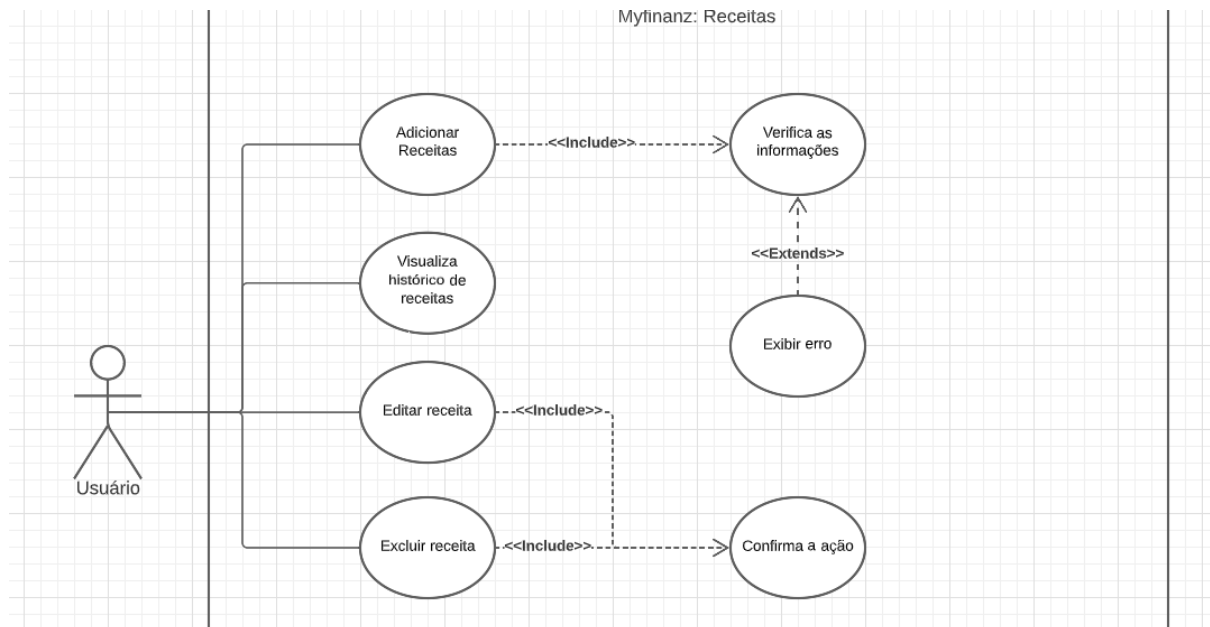 Myfinanz: Receitas
Adicionar
Receitas
<<Include>>
Verifica as
informações
Visualiza
histórico de
receitas
<<Extends>>
Exibir erro
Editar receita
<<Include>>
Usuário
Excluir receita
<<Include>>
Confirma a ação